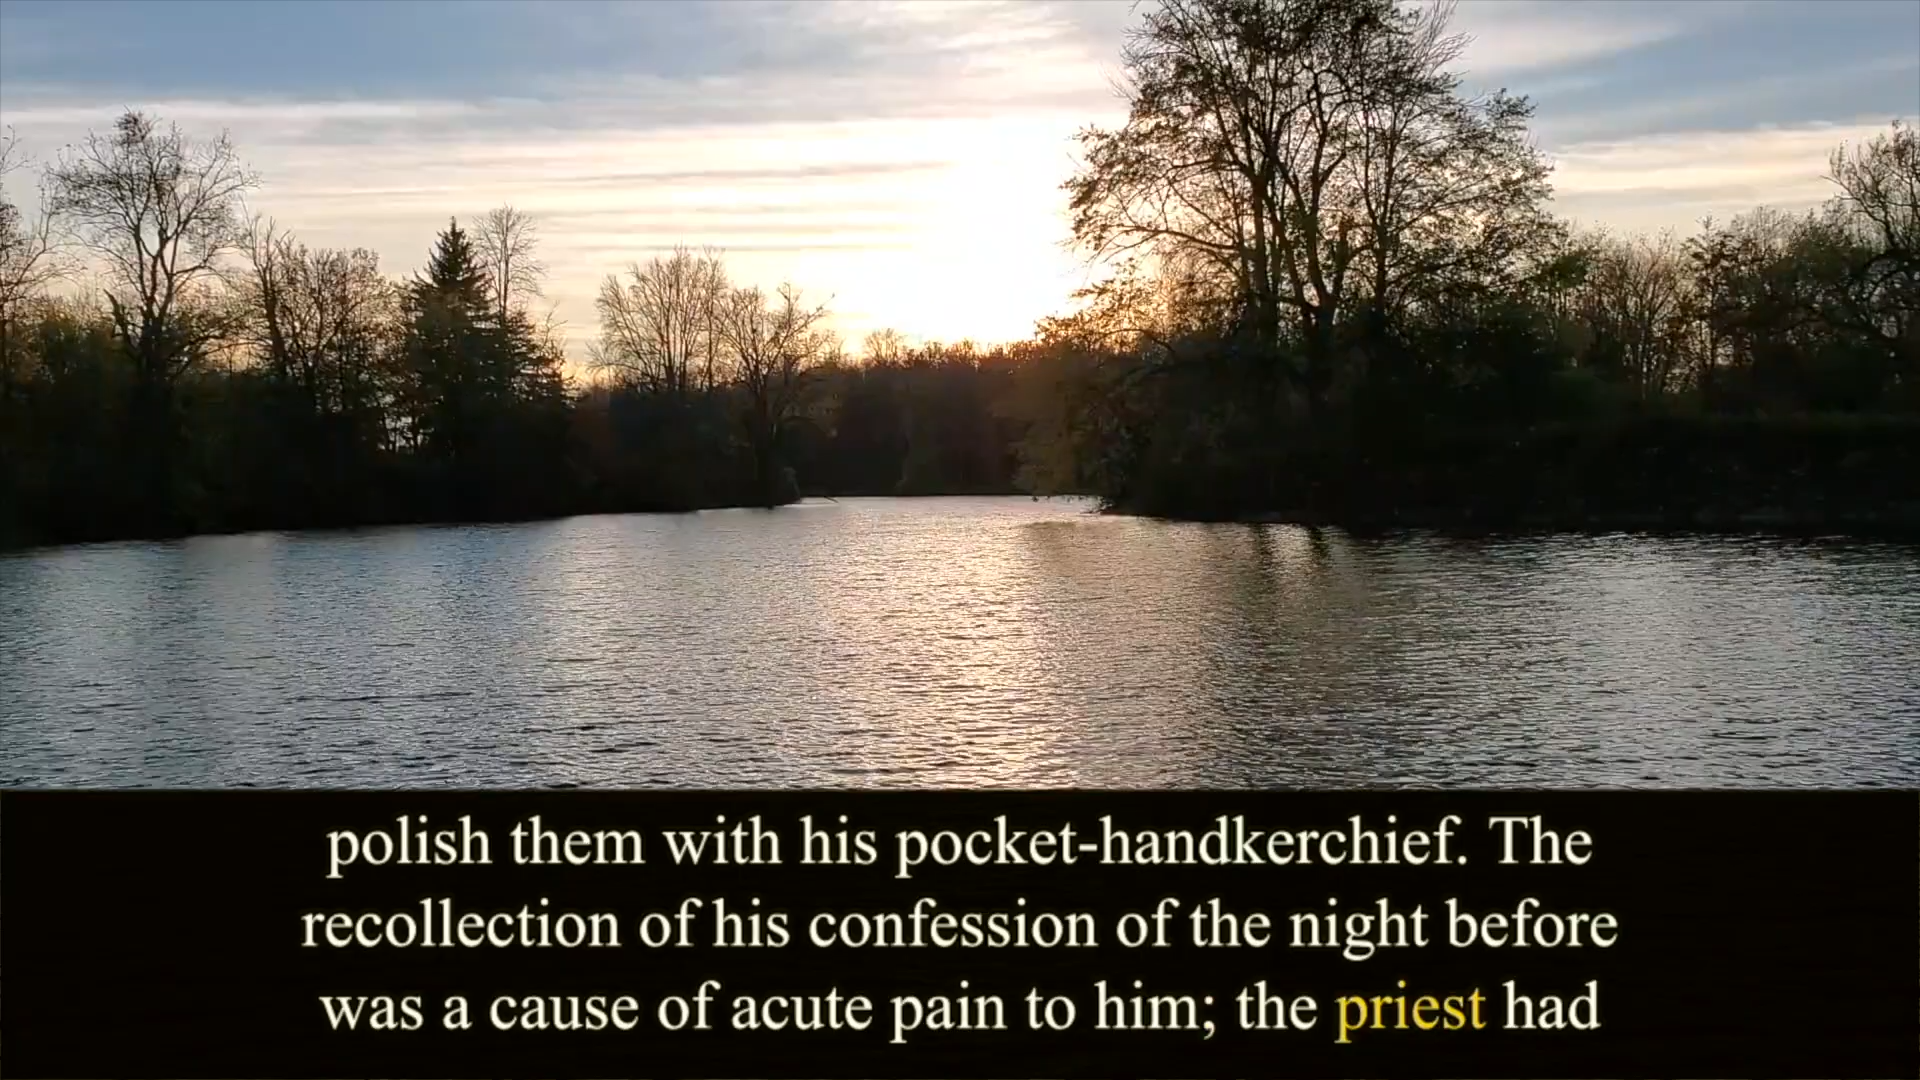 polish them with his pocket-handkerchief. The
recollection of his confession of the night before
was a cause of acute pain to him; the priest had